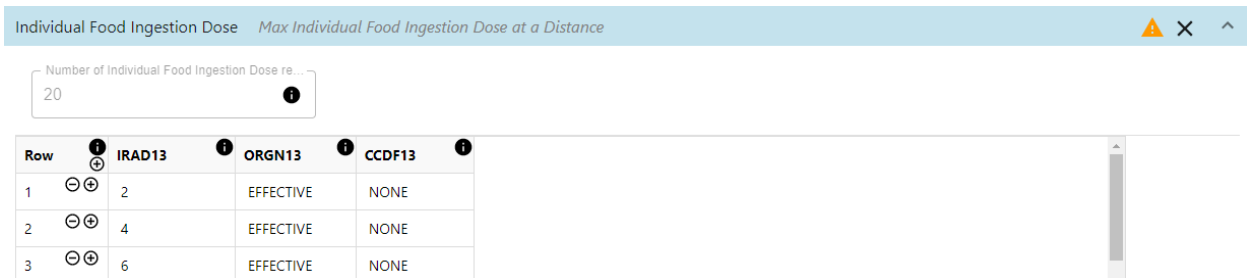 Individual Food Ingestion Dose Max Individual Food Ingestion Dose at a Distance
Number of Individual Food Ingestion Dose re...
20
Row IRAD13 ORGN13 CCDF13
1 2 EFFECTIVE NONE
2 4 EFFECTIVE NONE
3 6 EFFECTIVE NONE